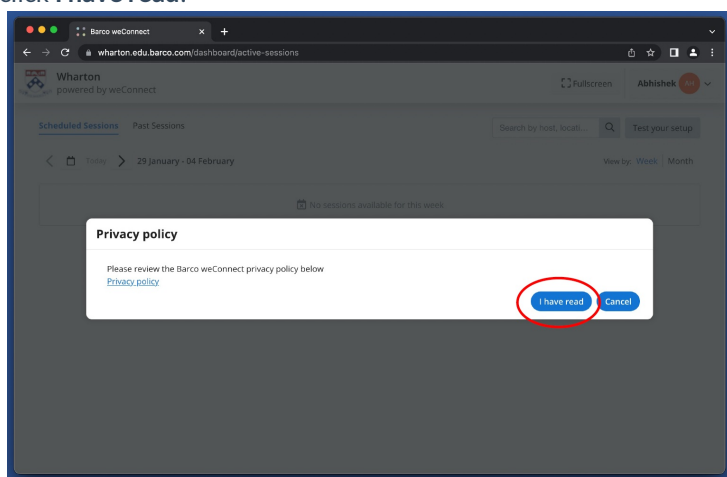 click I have read.
Barco weConnect
wharton.edu.barco.com/dashboard/active-sessions
Wharton
powered by weConnect
Fullscreen
Abhishek AH
Scheduled Sessions Past Sessions
Search by host, locati...
Test your setup
Today 29 January - 04 February
View by: Week Month
No sessions available for this week
Privacy policy
Please review the Barco weConnect privacy policy below
Privacy policy
I have read Cancel